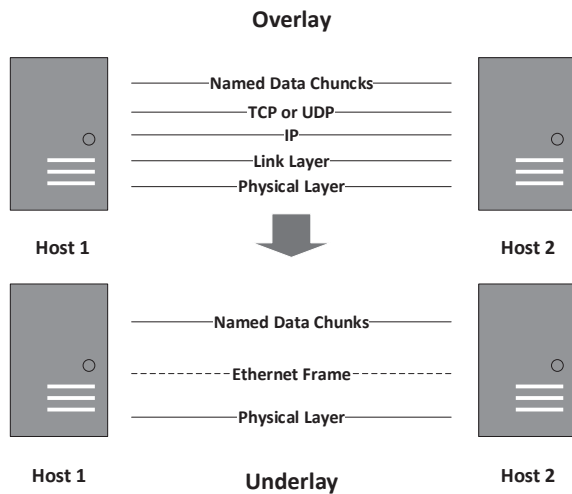 Overlay
Named Data Chuncks
TCP or UDP
IP
Link Layer
Physical Layer
Host 1
Host 2
Named Data Chunks
Ethernet Frame
Physical Layer
Host 1
Underlay
Host 2